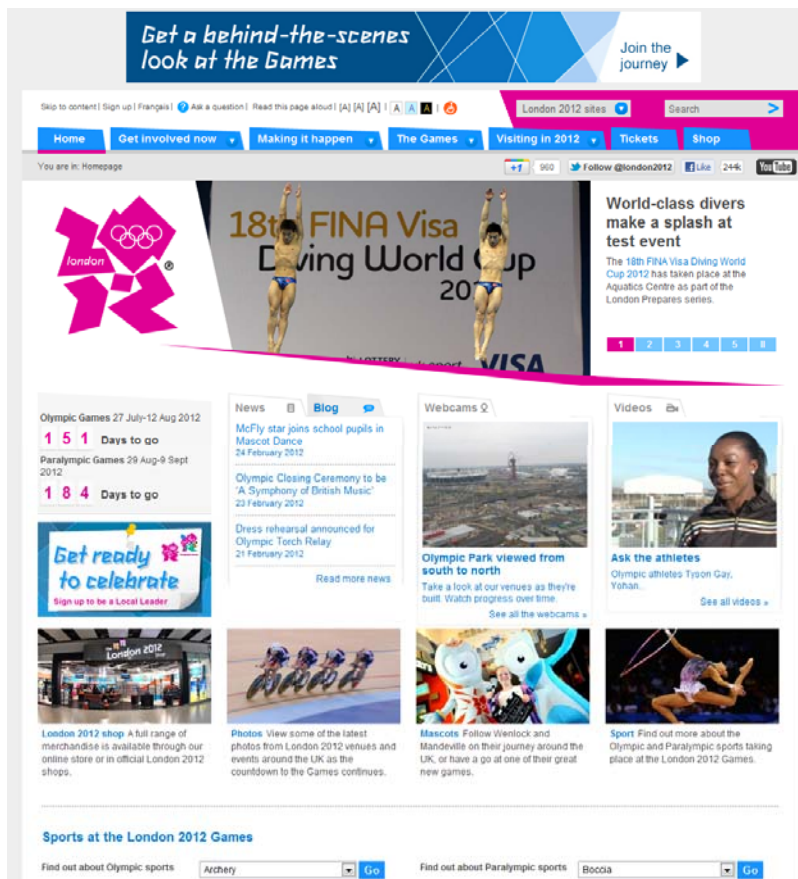 Get a behind-the-scenes
look at the Games
Join the
journey
Skip to content | Sign up | Français | ? Ask a question | Read this page aloud | [A] [A] [A] | A A A |
London 2012 sites
Search
Home
Get involved now
Making it happen
The Games
Visiting in 2012
Tickets
Shop
You are in: Homepage
+1 960
Follow @london2012
Like 244k
YouTube
london
®
18th FINA Visa
Diving World Cup
VISA
World-class divers
make a splash at
test event
The 18th FINA Visa Diving World
Cup 2012 has taken place at the
Aquatics Centre as part of the
London Prepares series.
1 2 3 4 5 6
Olympic Games 27 July-12 Aug 2012
1 5 1 Days to go
Paralympic Games 29 Aug-9 Sept
2012
1 8 4 Days to go
Get ready
to celebrate
Sign up to be a Local Leader
News
Blog
McFly star joins school pupils in
Mascot Dance
24 February 2012
Olympic Closing Ceremony to be
'A Symphony of British Music'
23 February 2012
Dress rehearsal announced for
Olympic Torch Relay
21 February 2012
Read more news
Webcams
Olympic Park viewed from
south to north
Take a look at our venues as they're
built. Watch progress over time.
See all the webcams »
Videos
Ask the athletes
Olympic athletes Tyson Gay,
Yohan..
See all videos »
London 2012
London 2012 shop A full range of
merchandise is available through our
online store or in official London 2012
shops.
Photos View some of the latest
photos from London 2012 venues and
events around the UK as the
countdown to the Games continues.
Mascots Follow Wenlock and
Mandeville on their journey around the
UK, or have a go at one of their great
new games.
Sport Find out more about the
Olympic and Paralympic sports taking
place at the London 2012 Games.
Sports at the London 2012 Games
Find out about Olympic sports
Archery
Go
Find out about Paralympic sports
Boccia
Go